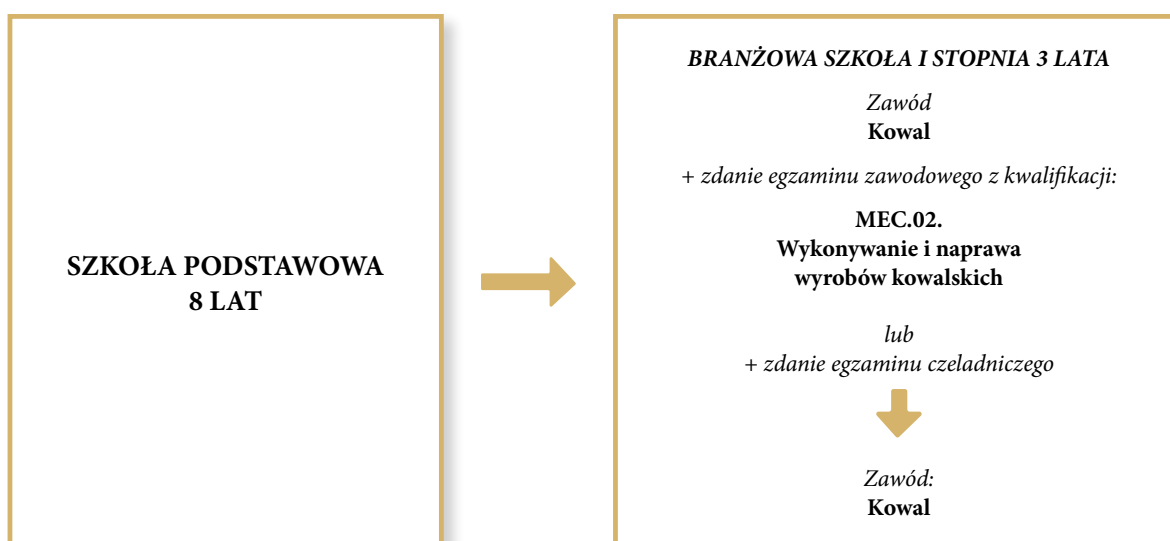 SZKOŁA PODSTAWOWA
8 LAT
BRANŻOWA SZKOŁA I STOPNIA 3 LATA
Zawód
Kowal
+ zdanie egzaminu zawodowego z kwalifikacji:
MEC.02.
Wykonywanie i naprawa
wyrobów kowalskich
lub
+ zdanie egzaminu czeladniczego
Zawód:
Kowal